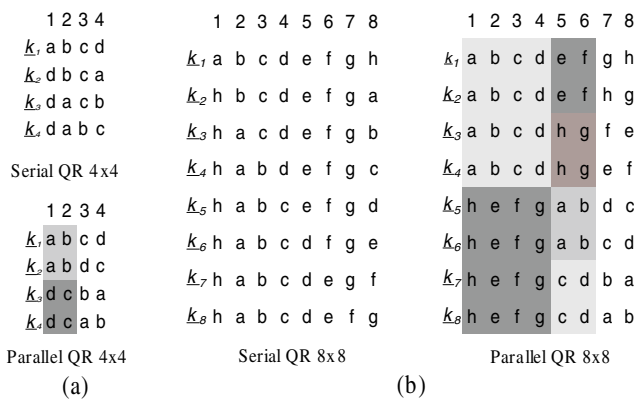 1 2 3 4
k1 a b c d
k2 d b c a
k3 d a c b
k4 d a b c
Serial QR 4x4
1 2 3 4
k1 a b c d
k2 a b d c
k3 d c b a
k4 d c a b
Parallel QR 4x4
(a)
1 2 3 4 5 6 7 8
k1 a b c d e f g h
k2 h b c d e f g a
k3 h a c d e f g b
k4 h a b d e f g c
k5 h a b c e f g d
k6 h a b c d f g e
k7 h a b c d e g f
k8 h a b c d e f g
Serial QR 8x8
1 2 3 4 5 6 7 8
k1 a b c d e f g h
k2 a b c d e f h g
k3 a b c d h g f e
k4 a b c d h g e f
k5 h e f g a b d c
k6 h e f g a b c d
k7 h e f g c d b a
k8 h e f g c d a b
Parallel QR 8x8
(b)